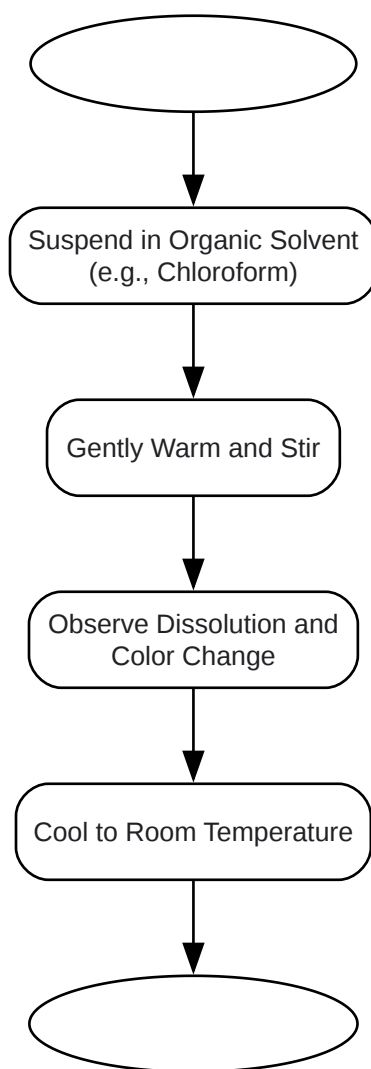 Suspend in Organic Solvent
(e.g., Chloroform)
Gently Warm and Stir
Observe Dissolution and
Color Change
Cool to Room Temperature